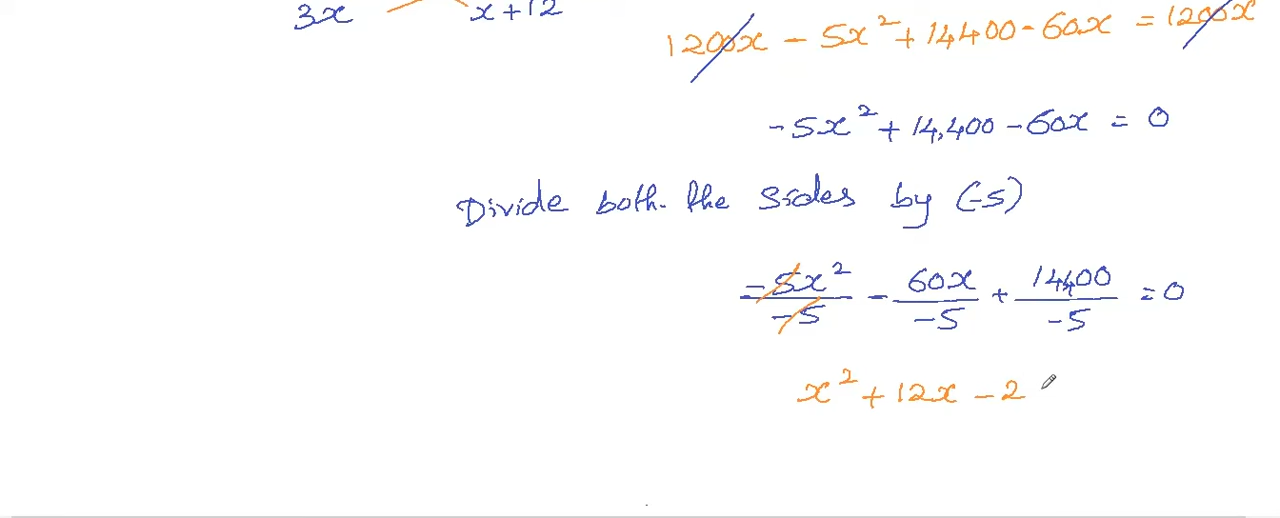 3x x+12
1200x - 5x² + 14400 - 60x = 1200x
-5x² + 14,400 - 60x = 0
Divide both the sides by (-5)
-5x²/-5 - 60x/-5 + 14400/-5 = 0
x² + 12x - 2